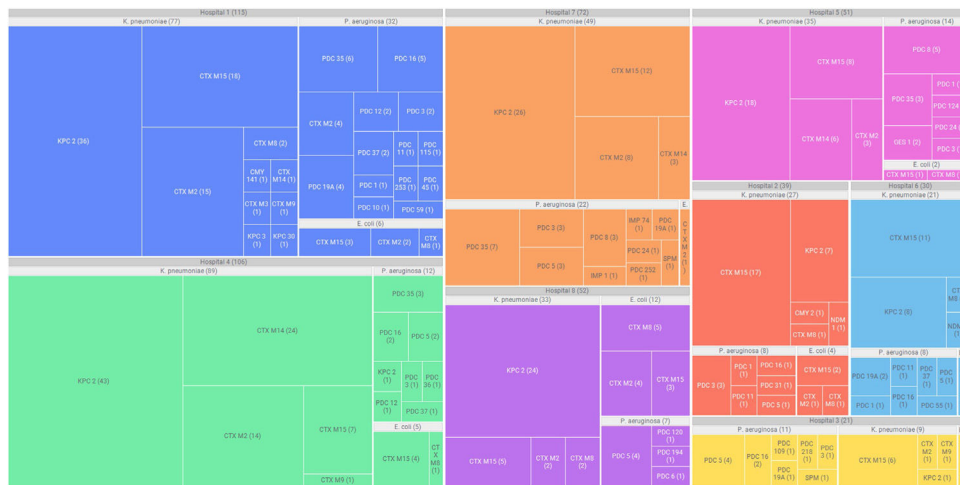 Hospital 1 (115)
K. pneumoniae (77)
KPC 2 (36)
CTX M15 (18)
CTX M2 (15)
CTX M8 (2)
CMY
141 (1)
CTX
M14 (1)
CTX M3
(1)
CTX M9
(1)
KPC 3
(1)
KPC 30
(1)
P. aeruginosa (32)
PDC 35 (6)
PDC 16 (5)
CTX M2 (4)
PDC 19A (4)
PDC 12 (2)
PDC 3 (2)
PDC 37 (2)
PDC
11 (1)
PDC
115 (1)
PDC 1 (1)
PDC
253 (1)
PDC
45 (1)
PDC 10 (1)
PDC 59 (1)
E. coli (6)
CTX M15 (3)
CTX M2 (2)
CTX
M8 (1)
Hospital 4 (106)
K. pneumoniae (89)
KPC 2 (43)
CTX M14 (24)
CTX M2 (14)
CTX M15 (7)
CTX M9 (1)
P. aeruginosa (12)
PDC 35 (3)
PDC 16
(2)
PDC 5 (2)
KPC 2
(1)
PDC
3 (1)
PDC
36 (1)
PDC 12
(1)
PDC 37 (1)
E. coli (5)
CTX M15 (4)
CT
X
M8
(1)
Hospital 7 (72)
K. pneumoniae (49)
KPC 2 (26)
CTX M15 (12)
CTX M2 (8)
CTX M14
(3)
P. aeruginosa (22)
PDC 35 (7)
PDC 3 (3)
PDC 5 (3)
PDC 8 (3)
IMP 1 (1)
IMP 74
(1)
PDC
19A (1)
PDC 24 (1)
PDC 252
(1)
SPM
(1)
E.
Hospital 8 (52)
K. pneumoniae (33)
KPC 2 (24)
CTX M15 (5)
CTX M2
(2)
CTX M8
(2)
E. coli (12)
CTX M8 (5)
CTX M2 (4)
CTX M15
(3)
P. aeruginosa (7)
PDC 5 (4)
PDC 120
(1)
PDC 194
(1)
PDC 6 (1)
Hospital 5 (51)
K. pneumoniae (35)
KPC 2 (18)
CTX M15 (8)
CTX M14 (6)
CTX M2
(3)
P. aeruginosa (14)
PDC 8 (5)
PDC 35 (3)
GES 1 (2)
PDC 1 (
PDC 124
PDC 24 (
PDC 3 (
E. coli (2)
CTX M15 (1)
CTX M8 (
Hospital 2 (39)
K. pneumoniae (27)
CTX M15 (17)
KPC 2 (7)
CMY 2 (1)
CTX M8 (1)
NDM
1 (1)
P. aeruginosa (8)
PDC 3 (3)
PDC 1
(1)
PDC 11
(1)
PDC 16 (1)
PDC 31 (1)
PDC 5 (1)
E. coli (4)
CTX M15 (2)
CTX
M2 (1)
CTX
M8 (1)
Hospital 6 (30)
K. pneumoniae (21)
CTX M15 (11)
KPC 2 (8)
P. aeruginosa (8)
PDC 19A (2)
PDC 1 (1)
PDC 11
(1)
PDC 16
(1)
PDC
37
(1)
PDC
5 (1)
PDC 55 (1)
Hospital 3 (21)
P. aeruginosa (11)
PDC 5 (4)
PDC 16
(2)
PDC
109 (1)
PDC
19A (1)
PDC
218
(1)
PDC
3 (1)
SPM (1)
K. pneumoniae (9)
CTX M15 (6)
CTX
M2
(1)
CTX
M9
(1)
KPC 2 (1)